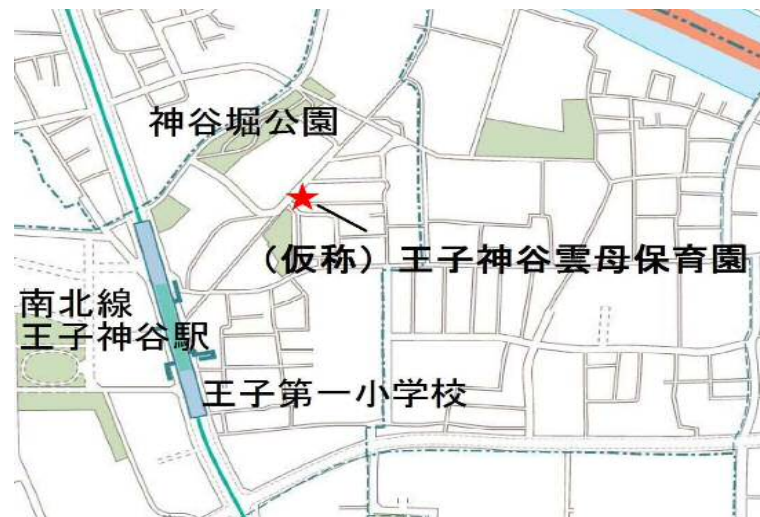 神谷堀公園
（仮称）王子神谷雲母保育園
南北線
王子神谷駅
王子第一小学校